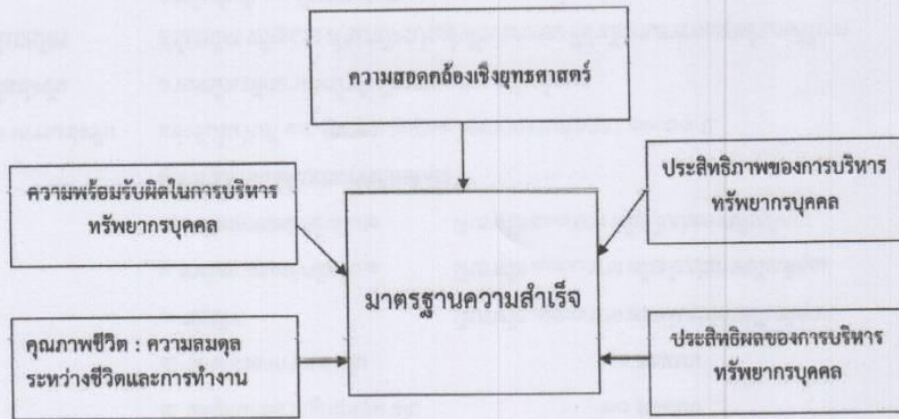 ความสอดคล้องเชิงยุทธศาสตร์
ความพร้อมรับผิดในการบริหาร
ทรัพยากรบุคคล
ประสิทธิภาพของการบริหาร
ทรัพยากรบุคคล
มาตรฐานความสำเร็จ
คุณภาพชีวิต : ความสมดุล
ระหว่างชีวิตและการทำงาน
ประสิทธิผลของการบริหาร
ทรัพยากรบุคคล